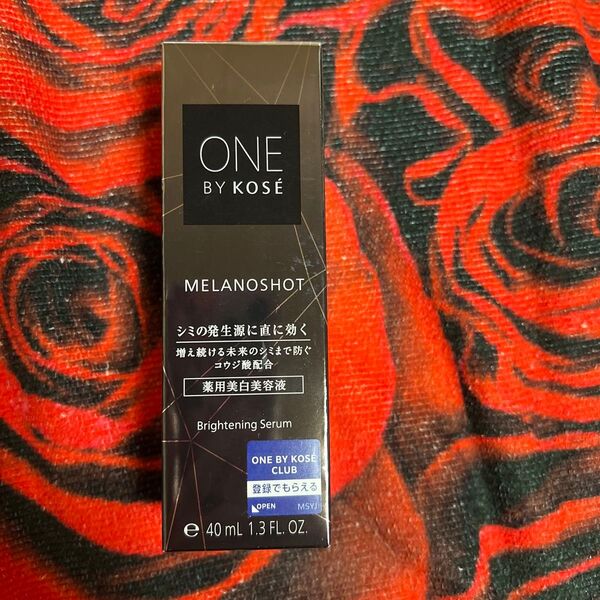 ONE
BY KOSÉ
MELANOSHOT
シミの発生源に直に効く
増え続ける未来のシミまで防ぐ
コウジ酸配合
薬用美白美容液
Brightening Serum
ONE BY KOSÉ
CLUB
登録でもらえる
OPEN MSYJ
℮ 40 mL 1.3 FL. OZ.